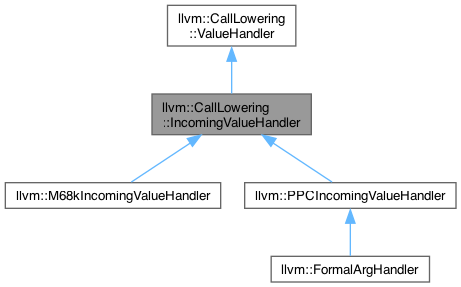 llvm::CallLowering
::ValueHandler
llvm::CallLowering
::IncomingValueHandler
llvm::M68kIncomingValueHandler
llvm::PPCIncomingValueHandler
llvm::FormalArgHandler